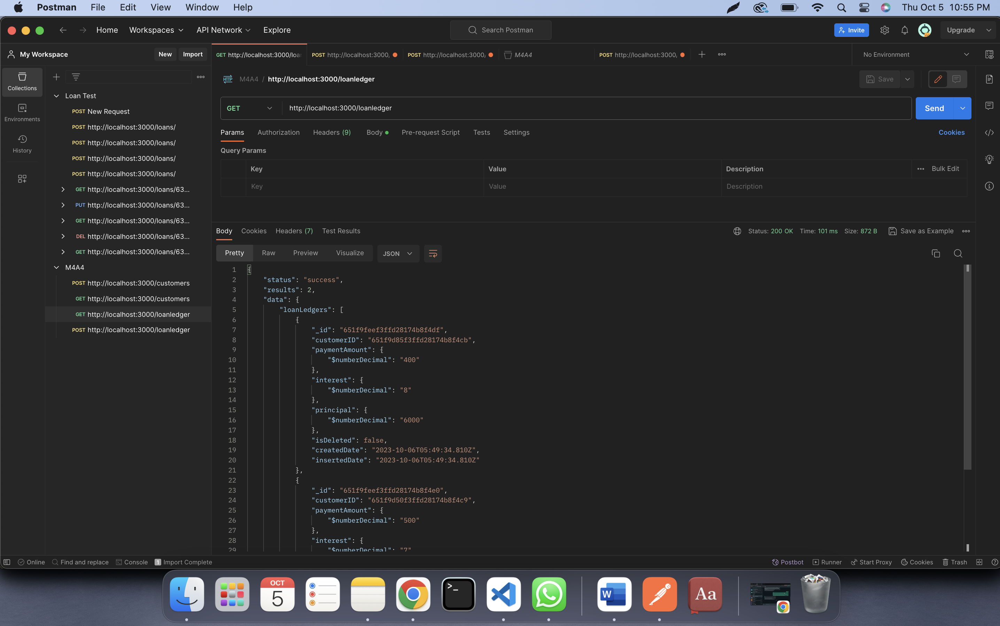 Postman File Edit View Window Help Thu Oct 5 10:55 PM
Home Workspaces API Network Explore Search Postman Invite Upgrade
My Workspace New Import
GET http://localhost:3000/loar POST http://localhost:3000, POST http://localhost:3000, M4A4 POST http://localhost:3000, No Environment
Collections
Environments
History
Loan Test
POST New Request
POST http://localhost:3000/loans/
POST http://localhost:3000/loans/
POST http://localhost:3000/loans/
POST http://localhost:3000/loans/
GET http://localhost:3000/loans/63...
PUT http://localhost:3000/loans/63...
GET http://localhost:3000/loans/63...
DEL http://localhost:3000/loans/63...
GET http://localhost:3000/loans/63...
M4A4
POST http://localhost:3000/customers
GET http://localhost:3000/customers
GET http://localhost:3000/loanledger
POST http://localhost:3000/loanledger
HTTP M4A4 / http://localhost:3000/loanledger Save
GET http://localhost:3000/loanledger Send
Params Authorization Headers (9) Body Pre-request Script Tests Settings Cookies
Query Params
Key Value Description Bulk Edit
Key Value Description
Body Cookies Headers (7) Test Results Status: 200 OK Time: 101 ms Size: 872 B Save as Example
Pretty Raw Preview Visualize JSON
1 {
2 "status": "success",
3 "results": 2,
4 "data": {
5 "loanLedgers": [
6 {
7 "_id": "651f9feef3ffd28174b8f4df",
8 "customerID": "651f9d85f3ffd28174b8f4cb",
9 "paymentAmount": {
10 "$numberDecimal": "400"
11 },
12 "interest": {
13 "$numberDecimal": "8"
14 },
15 "principal": {
16 "$numberDecimal": "6000"
17 },
18 "isDeleted": false,
19 "createdDate": "2023-10-06T05:49:34.810Z",
20 "insertedDate": "2023-10-06T05:49:34.810Z"
21 },
22 {
23 "_id": "651f9feef3ffd28174b8f4e0",
24 "customerID": "651f9d50f3ffd28174b8f4c9",
25 "paymentAmount": {
26 "$numberDecimal": "500"
27 },
28 "interest": {
29 "$numberDecimal": "7"
Online Find and replace Console 1 Import Complete Postbot Runner Start Proxy Cookies Trash
OCT
5
>_
W
Aa